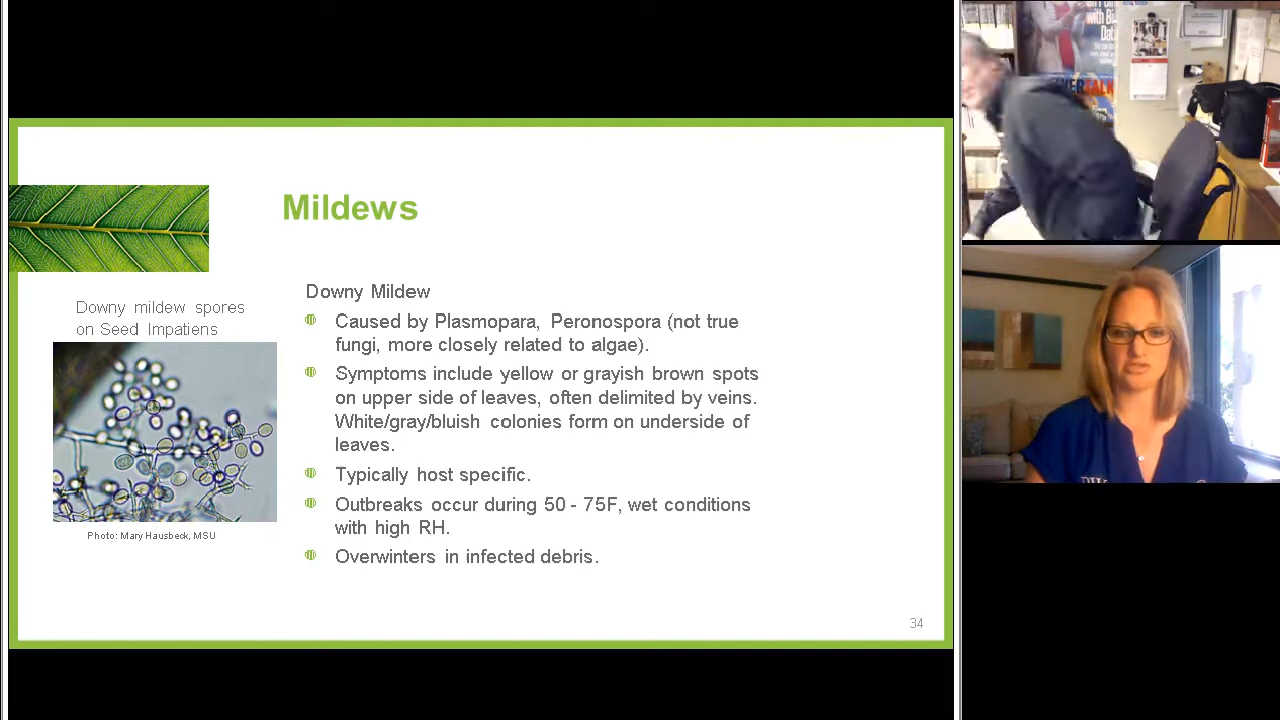 Mildews
Downy mildew spores
on Seed Impatiens
Photo: Mary Hausbeck, MSU
Downy Mildew
Caused by Plasmopara, Peronospora (not true
fungi, more closely related to algae).
Symptoms include yellow or grayish brown spots
on upper side of leaves, often delimited by veins.
White/gray/bluish colonies form on underside of
leaves.
Typically host specific.
Outbreaks occur during 50 - 75F, wet conditions
with high RH.
Overwinters in infected debris.
34